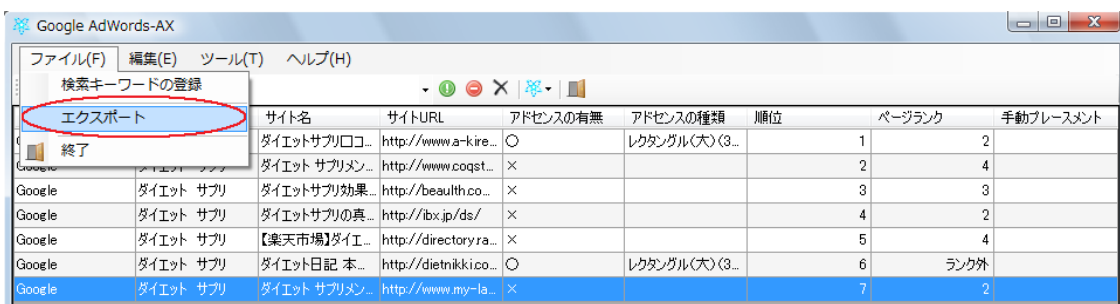 Google AdWords-AX
ファイル(F) 編集(E) ツール(T) ヘルプ(H)
検索キーワードの登録
エクスポート
終了
サイト名 サイトURL アドセンスの有無 アドセンスの種類 順位 ページランク 手動プレースメント
ダイエットサプリ口コ... http://www.a-kire... ○ レクタングル(大)(3... 1 2
Google ダイエット サプリ ダイエット サプリメン... http://www.coqst... × 2 4
Google ダイエット サプリ ダイエットサプリ効果... http://beaulth.co... × 3 3
Google ダイエット サプリ ダイエットサプリの真... http://ibx.jp/ds/ × 4 2
Google ダイエット サプリ 【楽天市場】ダイエ... http://directory.ra... × 5 4
Google ダイエット サプリ ダイエット日記 本... http://dietnikki.co... ○ レクタングル(大)(3... 6 ランク外
Google ダイエット サプリ ダイエット サプリメン... http://www.my-la... × 7 2